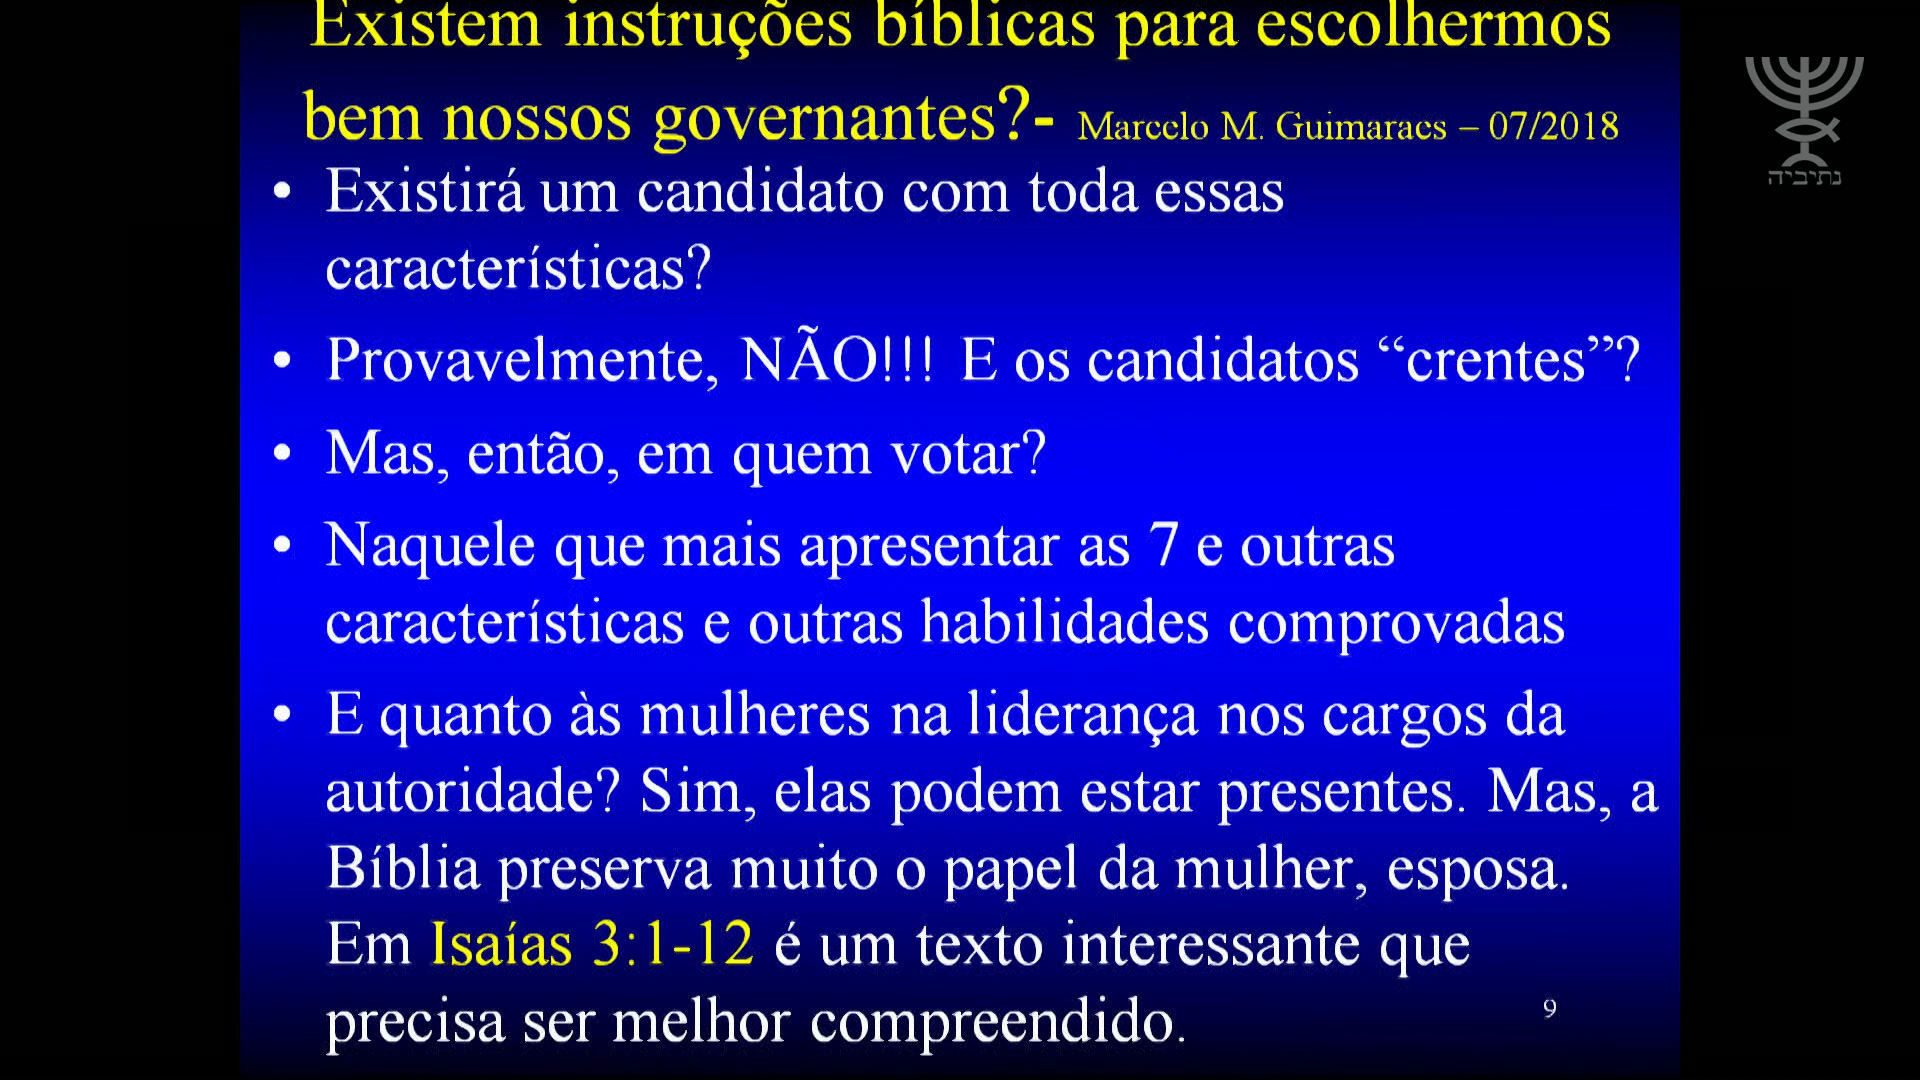 Existem instruções bíblicas para escolhermos
bem nossos governantes?- Marcelo M. Guimaraes – 07/2018
נתיביה
• Existirá um candidato com toda essas
características?
• Provavelmente, NÃO!!! E os candidatos “crentes”?
• Mas, então, em quem votar?
• Naquele que mais apresentar as 7 e outras
características e outras habilidades comprovadas
• E quanto às mulheres na liderança nos cargos da
autoridade? Sim, elas podem estar presentes. Mas, a
Bíblia preserva muito o papel da mulher, esposa.
Em Isaías 3:1-12 é um texto interessante que
precisa ser melhor compreendido.
9